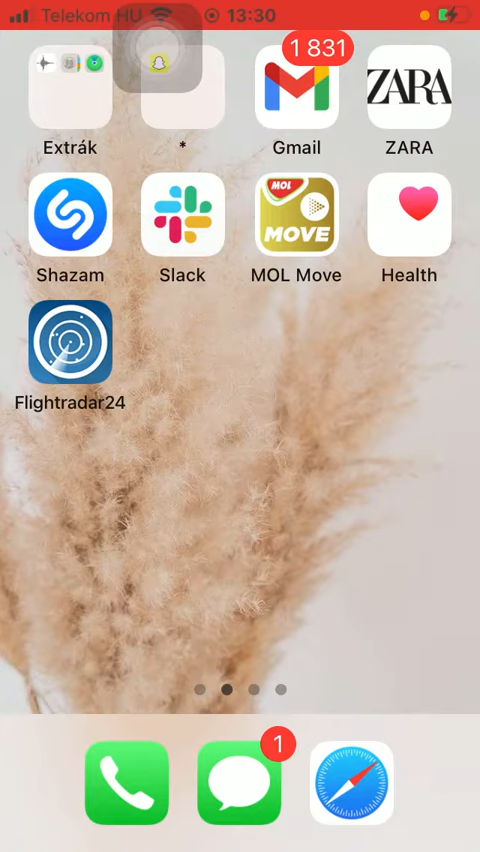 Telekom HU 13:30
1 831
ZARA
Extrák * Gmail ZARA
MOL
MOVE
Shazam Slack MOL Move Health
Flightradar24
1